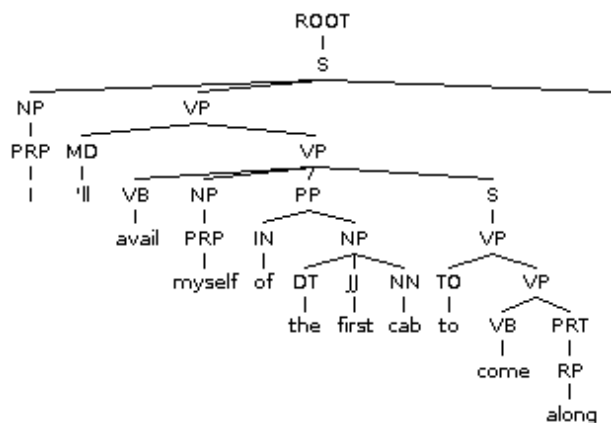 ROOT
S
NP VP
PRP MD VP
I 'll VB NP PP S
avail PRP IN NP VP
myself of DT JJ NN TO VP
the first cab to VB PRT
come RP
along